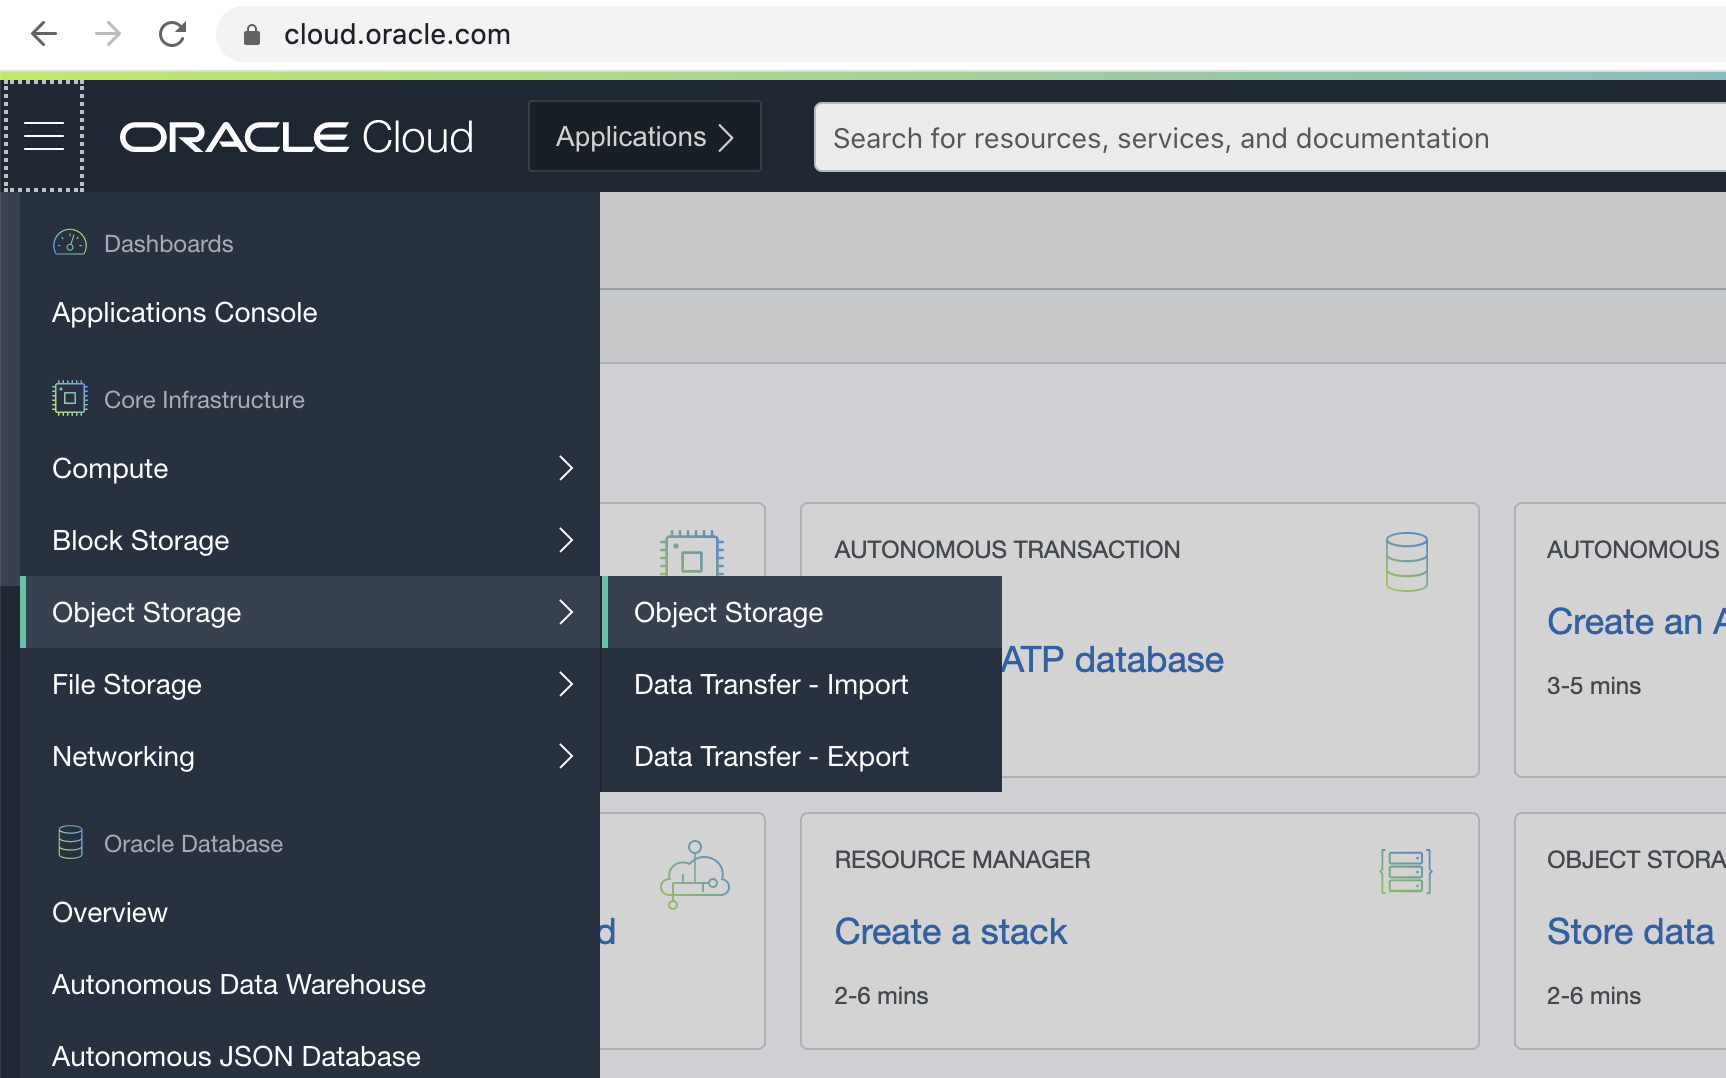 cloud.oracle.com
ORACLE Cloud
Applications
Search for resources, services, and documentation
Dashboards
Applications Console
Core Infrastructure
Compute
Block Storage
Object Storage
File Storage
Networking
Oracle Database
Overview
Autonomous Data Warehouse
Autonomous JSON Database
Object Storage
Data Transfer - Import
Data Transfer - Export
AUTONOMOUS TRANSACTION
ATP database
AUTONOMOUS
Create an A
3-5 mins
d
RESOURCE MANAGER
Create a stack
2-6 mins
OBJECT STORA
Store data
2-6 mins